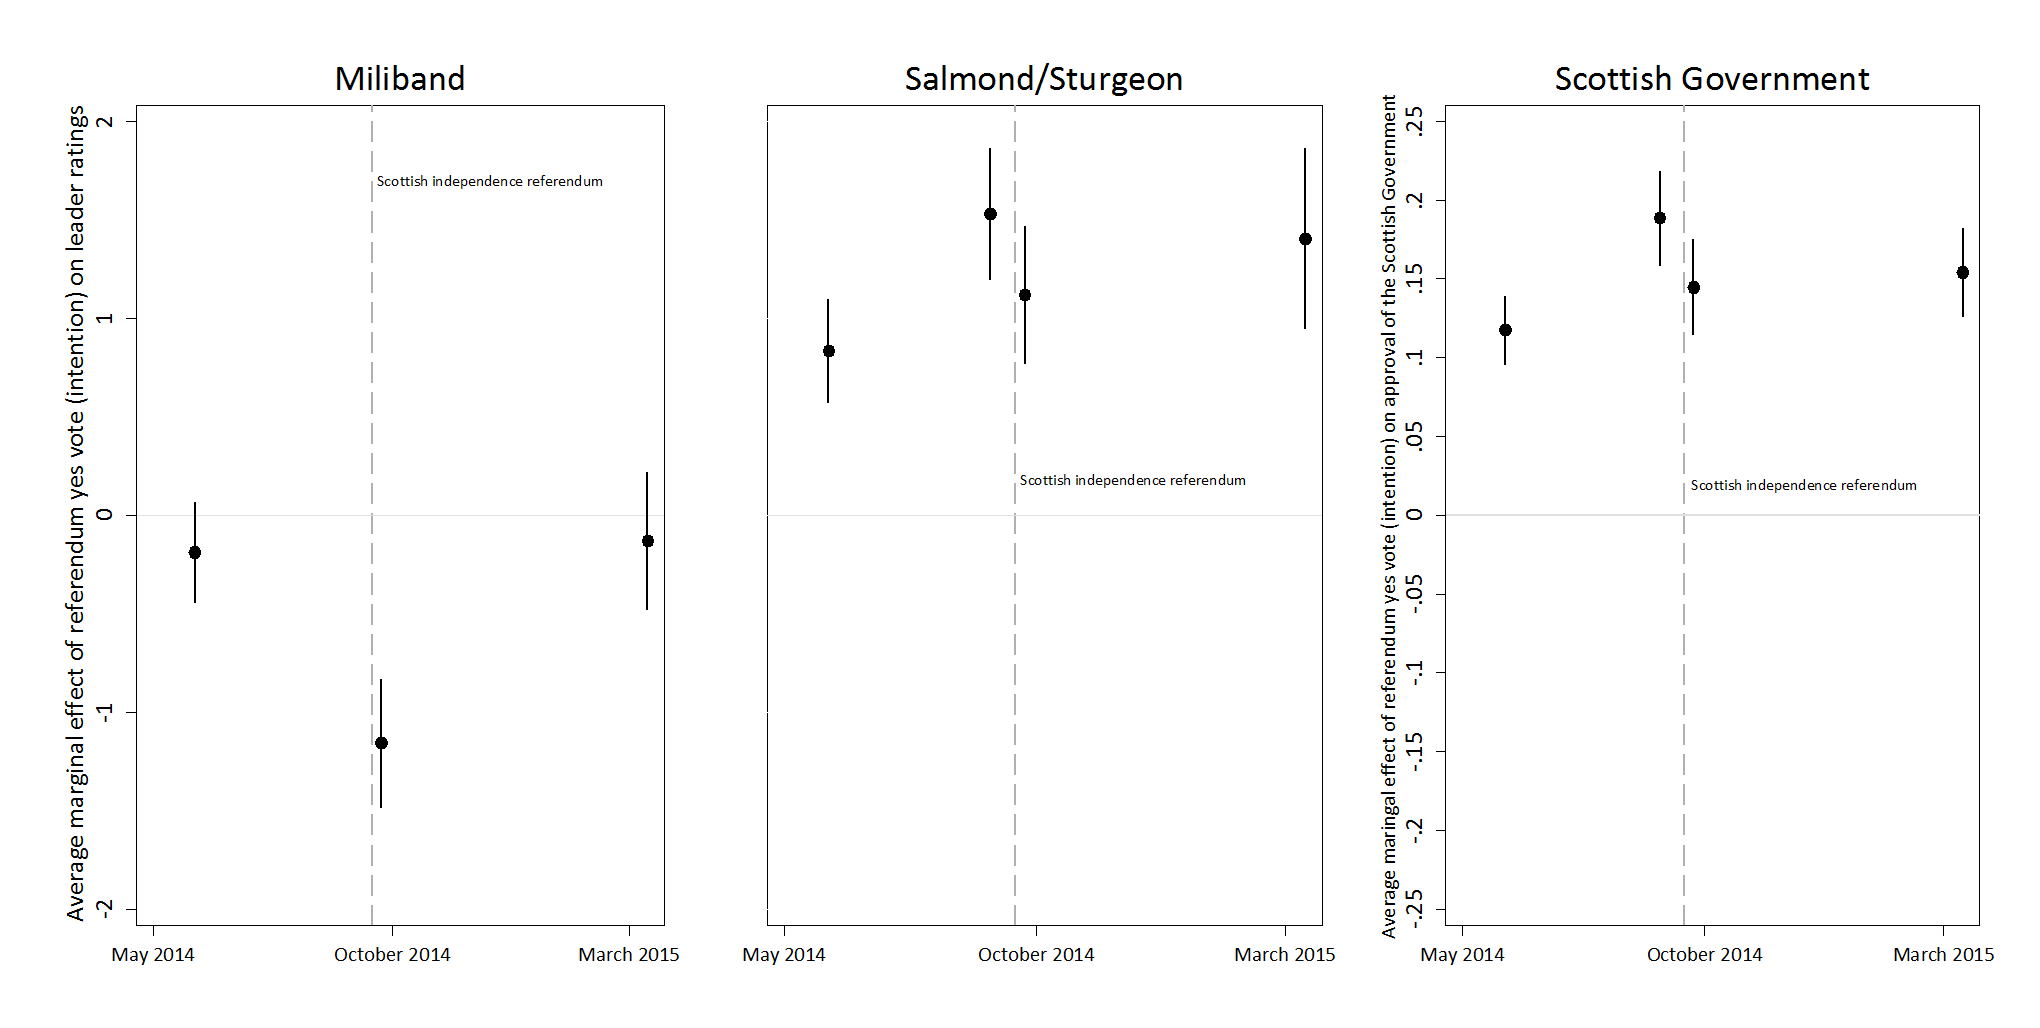 Miliband
Average marginal effect of referendum yes vote (intention) on leader ratings
2
1
0
-1
-2
Scottish independence referendum
May 2014
October 2014
March 2015
Salmond/Sturgeon
Scottish independence referendum
May 2014
October 2014
March 2015
Scottish Government
Average maringal effect of referendum yes vote (intention) on approval of the Scottish Government
.25
.2
.15
.1
.05
0
-.05
-.1
-.15
-.2
-.25
Scottish independence referendum
May 2014
October 2014
March 2015